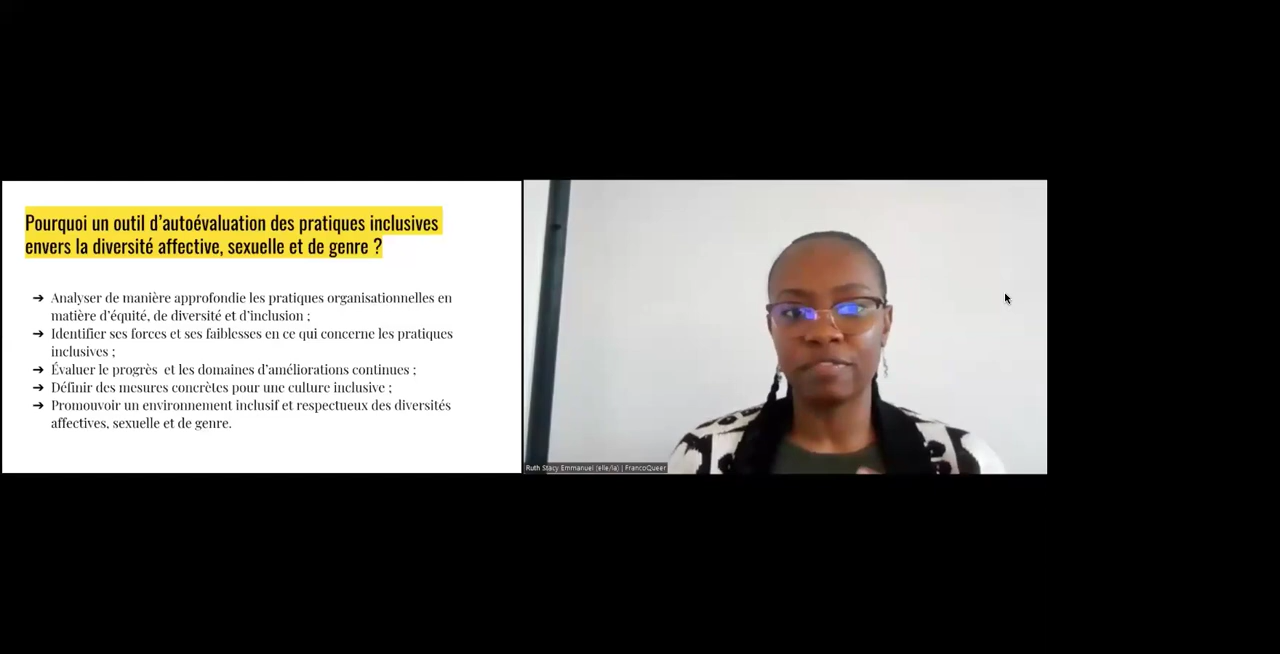 Pourquoi un outil d’autoévaluation des pratiques inclusives
envers la diversité affective, sexuelle et de genre ?
➔ Analyser de manière approfondie les pratiques organisationnelles en
matière d’équité, de diversité et d’inclusion ;
➔ Identifier ses forces et ses faiblesses en ce qui concerne les pratiques
inclusives ;
➔ Évaluer le progrès  et les domaines d’améliorations continues ;
➔ Définir des mesures concrètes pour une culture inclusive ;
➔ Promouvoir un environnement inclusif et respectueux des diversités
affectives, sexuelle et de genre.
Ruth Stacy Emmanuel (elle/la) | FrancoQueer